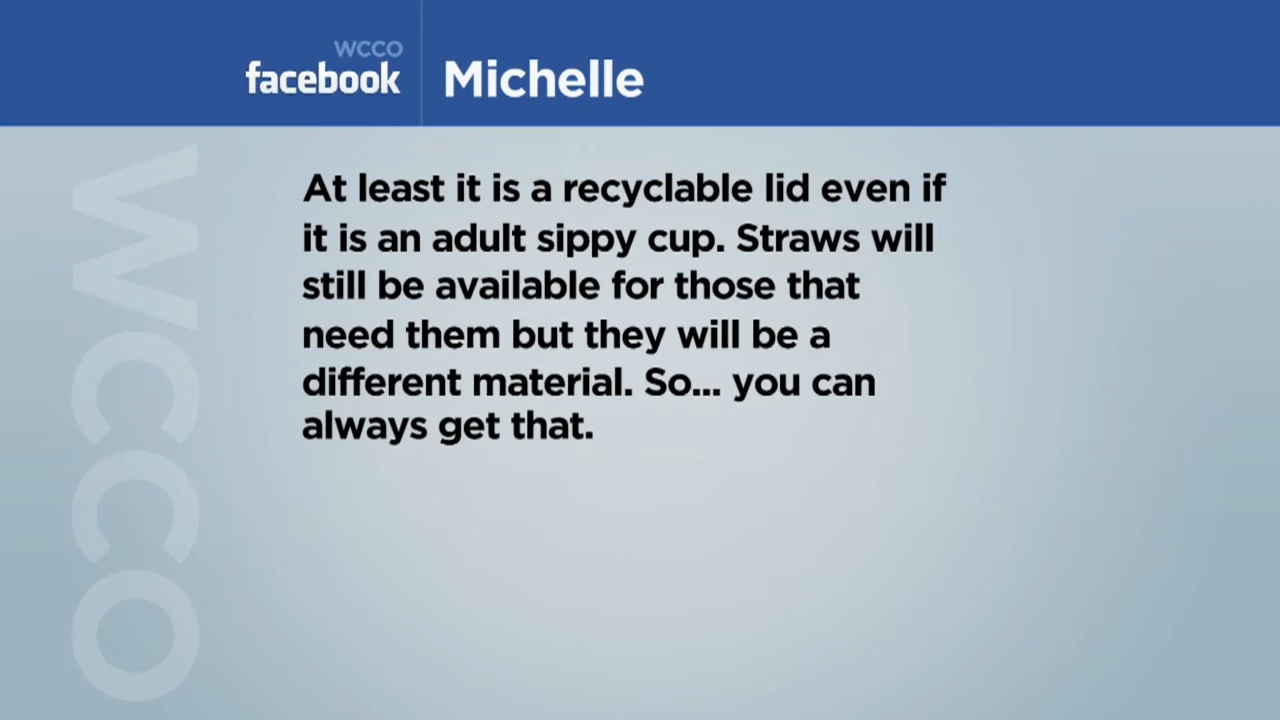 WCCO
facebook
Michelle
At least it is a recyclable lid even if
it is an adult sippy cup. Straws will
still be available for those that
need them but they will be a
different material. So... you can
always get that.
WCCO